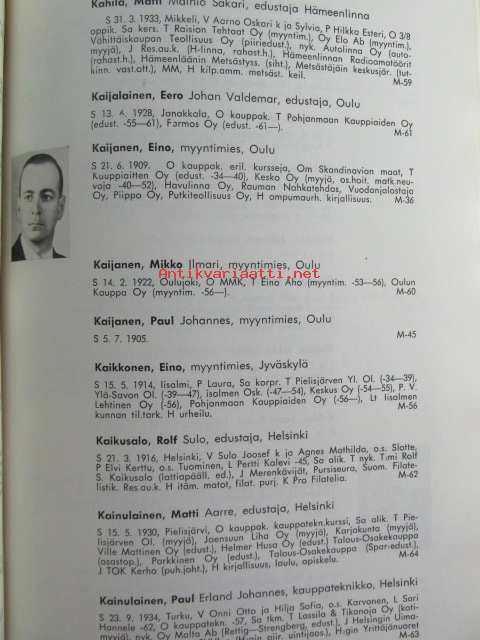 Kahila, Matti Mainio Sakari, edustaja Hämeenlinna
S 31. 3. 1933, Mikkeli, V Aarno Oskari k ja Sylvia, P Hilkka Esteri, O 3/8
oppik. Sa kers. T Raision Tehtaat Oy (myyntim.), Oy Elo Ab (myyntim.),
Vähittäiskaupan Teollisuus Oy (piiriedust.), nyk. Autolinna Oy (auto-
myyjä), J Res.au.k. (H-linna, rahast.h.), Hämeenlinnan Radioamatöörit
(rahast.h.), Hämeenläänin Metsästyss. (siht.), Metsästäjäin keskusjär. (tut-
kinn. vast.ott.), MM, H kilp.amm. metsäst. keil.
M-59
Kaijalainen, Eero Johan Valdemar, edustaja, Oulu
S 13. 4. 1928, Janakkala, O kauppak. T Pohjanmaan Kauppiaiden Oy
(edust. -55—61), Farmos Oy (edust. -61—).
M-61
Kaijanen, Eino, myyntimies, Oulu
S 21. 6. 1909. O kauppak. eril. kursseja, Om Skandinavian maat, T
Kauppiaitten Oy (edust. -34—40), Kesko Oy (myyjä, os.hoit. matk.neu-
voja -40—52), Havulinna Oy, Rauman Nahkatehdas, Vuodanjalostaja
Oy, Piippo Oy, Putkiteollisuus Oy, H ampumaurh. kirjallisuus.
M-36
Kaijanen, Mikko Ilmari, myyntimies, Oulu
Antikvariaatti.net
S 14. 2. 1922, Oulujoki, O MMK, T Eino Aho (myyntim. -53—56), Oulun
Kauppa Oy (myyntim. -56—).
M-60
Kaijanen, Paul Johannes, myyntimies, Oulu
S 5. 7. 1905.
M-45
Kaikkonen, Eino, myyntimies, Jyväskylä
S 15. 5. 1914, Iisalmi, P Laura, Sa korpr. T Pielisjärven Yl. Ol. (-34—39),
Ylä-Savon Ol. (-39—47), Iisalmen Osk. (-47—54), Keskus Oy (-54—55), P. V.
Lehtinen Oy (-56), Pohjanmaan Kauppiaiden Oy (-56—), Lt Iisalmen
kunnan til.tark. H urheilu.
M-56
Kaikusalo, Rolf Sulo, edustaja, Helsinki
S 21. 3. 1916, Helsinki, V Sulo Joosef k ja Agnes Mathilda, o.s. Slotte,
P Elvi Kerttu, o.s. Tuominen, L Pertti Kalevi -45, Sa alik. T nyk. T:mi Rolf
S. Kaikusalo (lattiapääll. ed.), J Merenkävijät, Pursiseura, Suom. Filate-
listik. Res.au.k. H itäm. matot, filat. purj. K Pro Filatelia.
M-62
Kainulainen, Matti Aarre, edustaja, Helsinki
S 15. 5. 1930, Pielisjärvi, O kauppak. kauppatekn.kurssi, Sa alik. T Pie-
lisjärven Ol. (myyjä), Joensuun Liha Oy (myyjä), Karjakunta (myyjä),
Ville Mattinen Oy (edust.), Helmer Husa Oy (edust.) Talous-Osakekauppa
(osastop.), Parkkinen Oy (edust.), Talous-Osakekauppa (Spar-edust.),
J TOK Kerho (puh.joht.), H kirjallisuus, laulu, opiskelu.
M-64
Kainulainen, Paul Erland Johannes, kauppateknikko, Helsinki
S 23. 9. 1934, Turku, V Onni Otto ja Hilja Sofia, o.s. Karvonen, L Sari
Hannele -62, O kauppatekn. -57, Sa tkm. T Lassila & Tikanoja Oy (koti-
myyjä), nyk. Oy Malta Ab (Rettig—Strengberg, edust.), J Helsingin Uima-
M-63